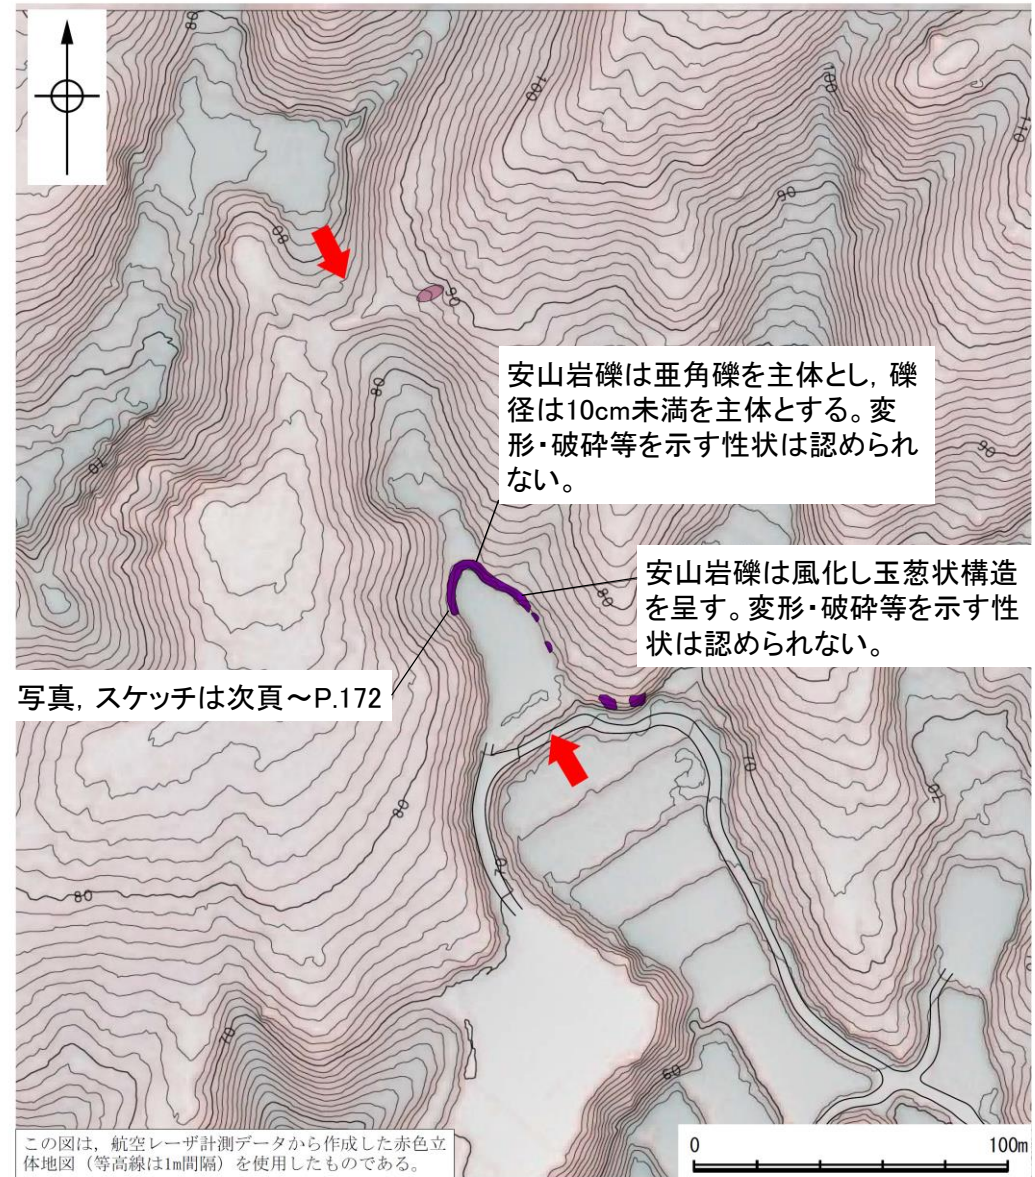 80
100
100
110
90
80
90
80
70
90
安山岩礫は亜角礫を主体とし，礫
径は10cm未満を主体とする。変
形・破砕等を示す性状は認められ
ない。
安山岩礫は風化し玉葱状構造
を呈す。変形・破砕等を示す性
状は認められない。
80
写真，スケッチは次頁～P.172
70
70
80
70
80
70
60
この図は，航空レーザ計測データから作成した赤色立
体地図（等高線は1m間隔）を使用したものである。
0 100m